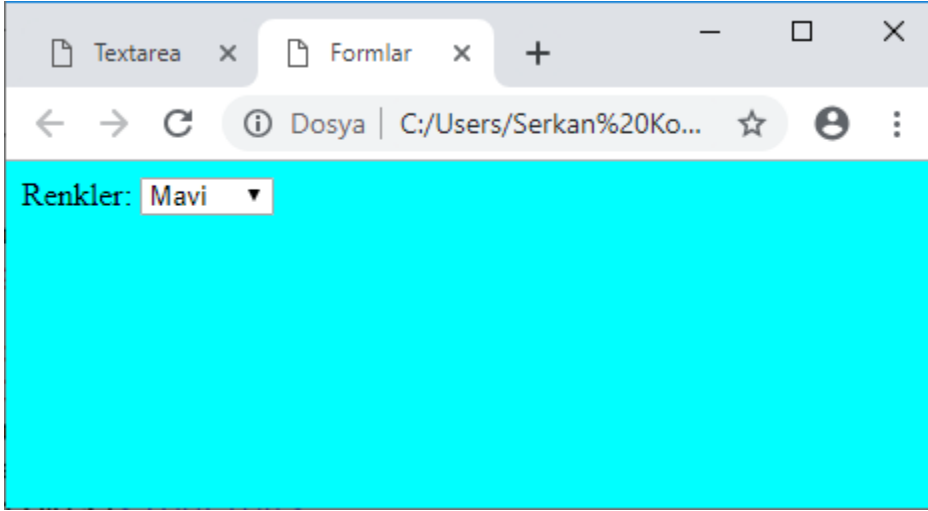 Textarea
Formlar
Dosya
C:/Users/Serkan%20Ko...
Renkler:
Mavi